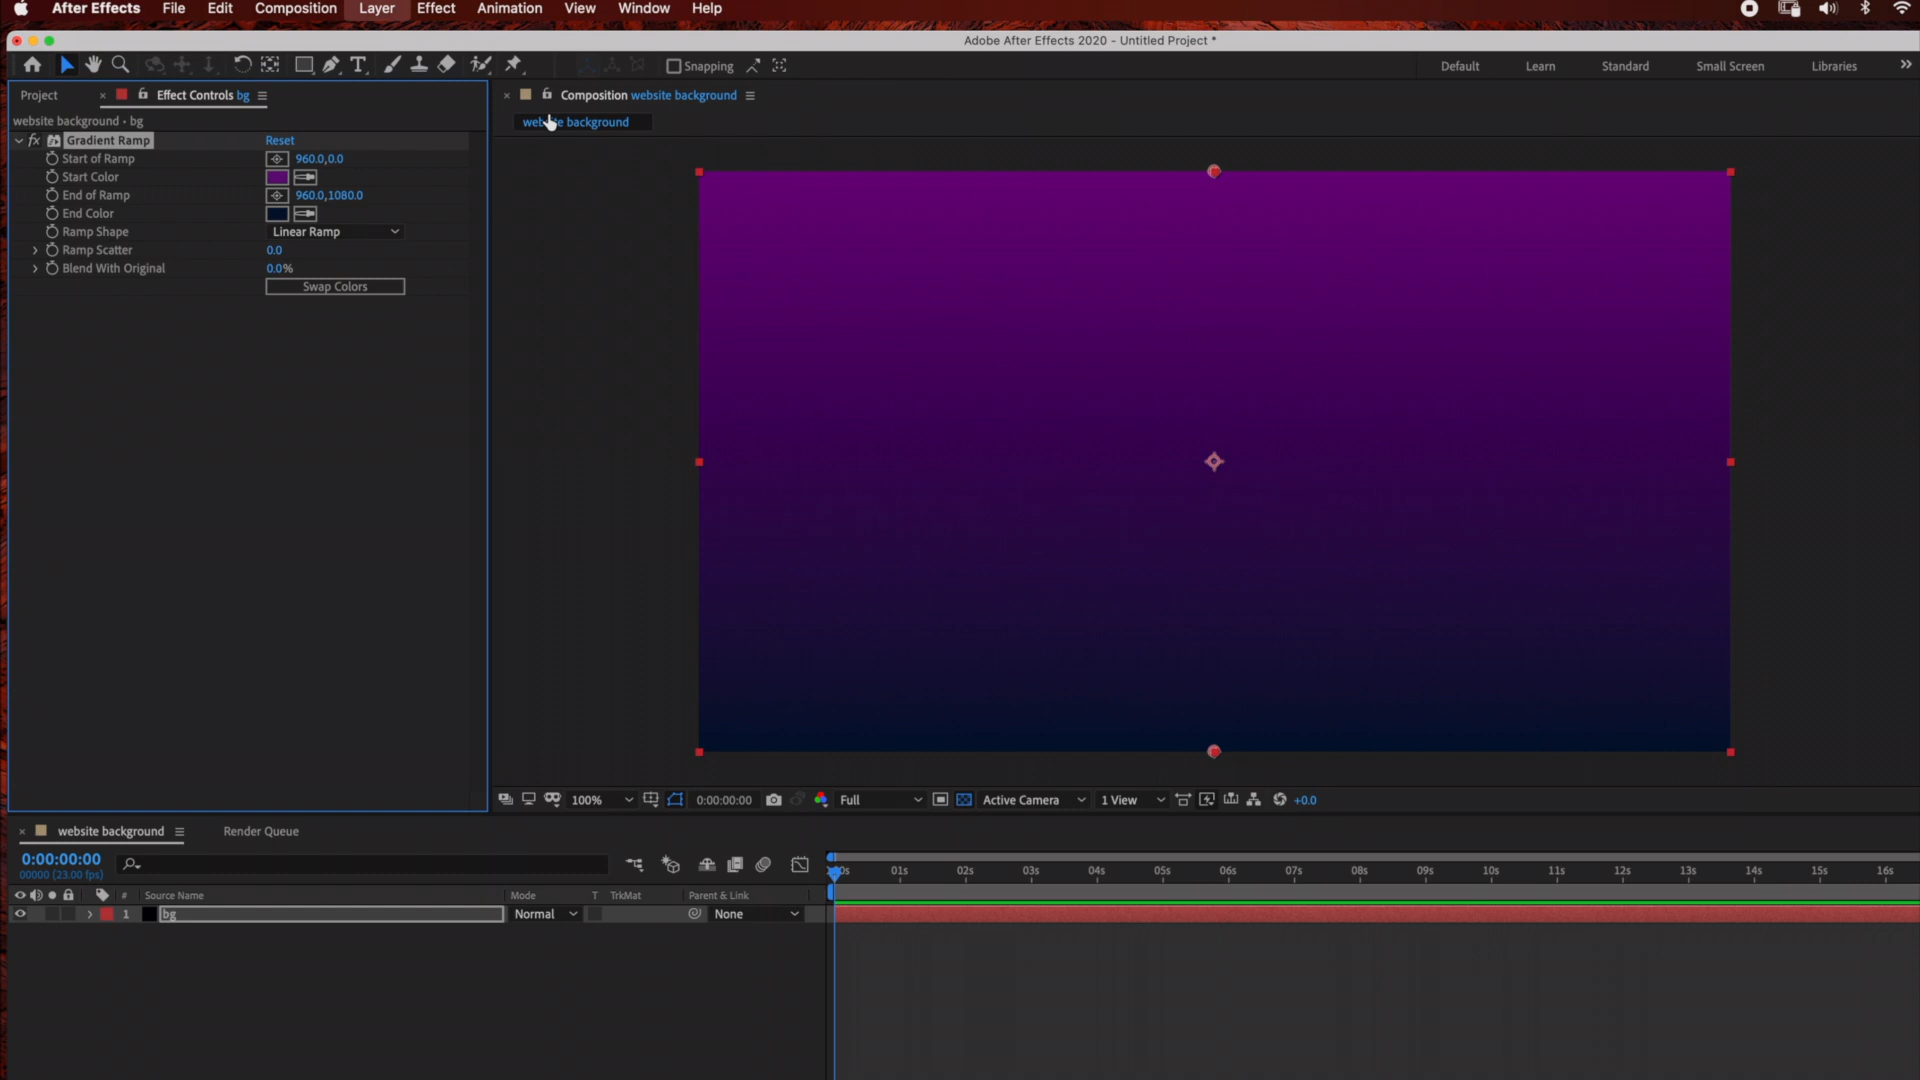 After Effects File Edit Composition Layer Effect Animation View Window Help
Adobe After Effects 2020 - Untitled Project *
Snapping Default Learn Standard Small Screen Libraries
Project Effect Controls bg
website background • bg
fx Gradient Ramp Reset
Start of Ramp 960.0,0.0
Start Color
End of Ramp 960.0,1080.0
End Color
Ramp Shape Linear Ramp
Ramp Scatter 0.0
Blend With Original 0.0%
Swap Colors
Composition website background
background
100% 0:00:00:00 Full Active Camera 1 View +0.0
website background Render Queue
0:00:00:00
00000 (23.00 fps)
01s 02s 03s 04s 05s 06s 07s 08s 09s 10s 11s 12s 13s 14s 15s 16s
# Source Name Mode T TrkMat Parent & Link
1 bg Normal None